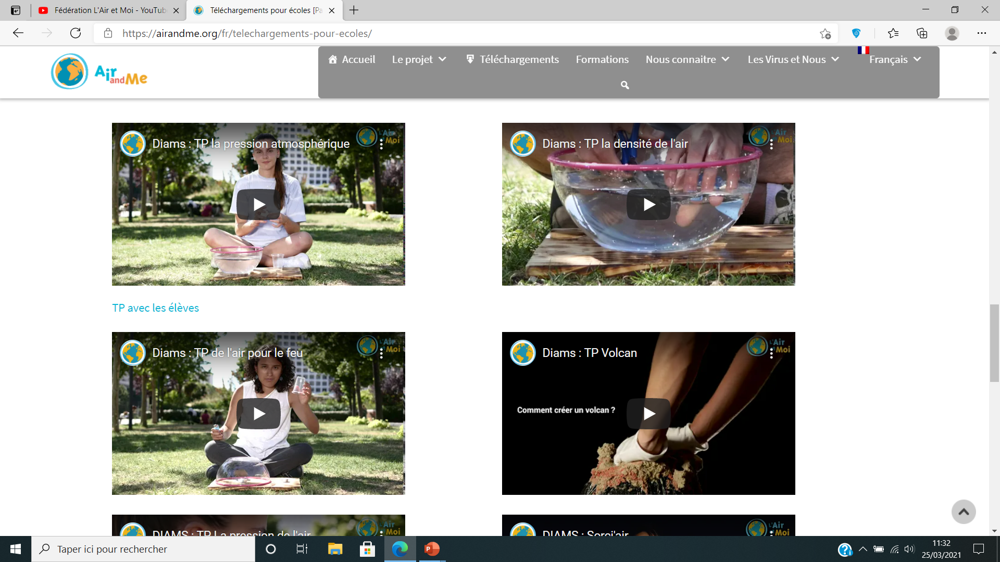 Fédération L'Air et Moi - YouTub
Téléchargements pour écoles [Pa
https://airandme.org/fr/telechargements-pour-ecoles/
Air and Me
Accueil
Le projet
Téléchargements
Formations
Nous connaitre
Les Virus et Nous
Français
Diams : TP la pression atmosphérique
L'Air
Moi
Diams : TP la densité de l'air
L'Air
Moi
TP avec les élèves
Diams : TP de l'air pour le feu
L'Air
Moi
Diams : TP Volcan
L'Air
Moi
Comment créer un volcan ?
DIAMS : TP La pression de l'air
L'Air
Moi
DIAMS : Sorci'air
L'Air
Moi
Taper ici pour rechercher
11:32
25/03/2021